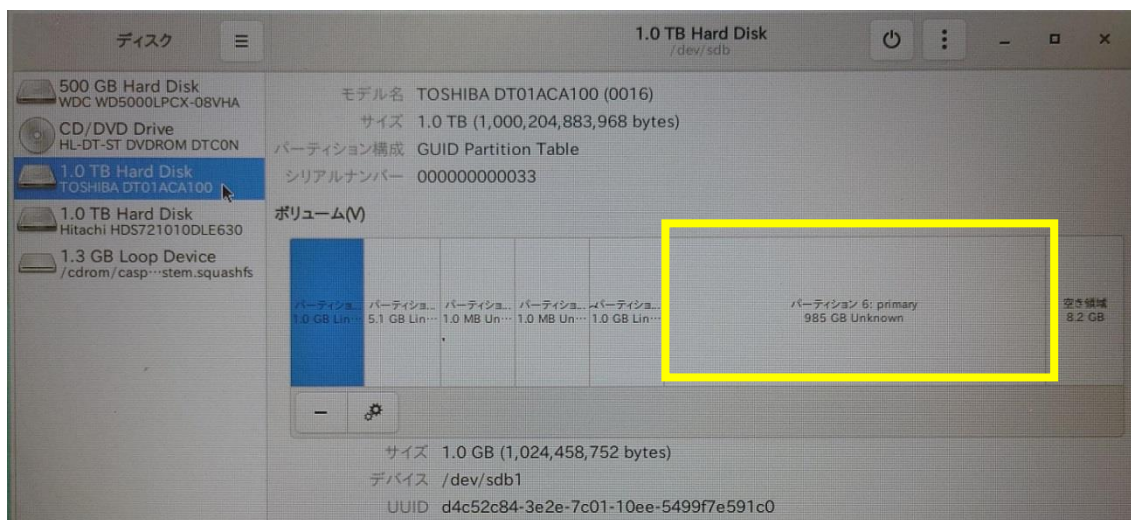 ディスク
1.0 TB Hard Disk
/dev/sdb
500 GB Hard Disk
WDC WD5000LPCX-08VHA
CD/DVD Drive
HL-DT-ST DVDROM DTC0N
1.0 TB Hard Disk
TOSHIBA DT01ACA100
1.0 TB Hard Disk
Hitachi HDS721010DLE630
1.3 GB Loop Device
/cdrom/casp…stem.squashfs
モデル名 TOSHIBA DT01ACA100 (0016)
サイズ 1.0 TB (1,000,204,883,968 bytes)
パーティション構成 GUID Partition Table
シリアルナンバー 000000000033
ボリューム(V)
パーティショ… パーティショ… パーティショ… パーティショ… パーティショ… パーティション 6: primary 空き領域
1.0 GB Lin… 5.1 GB Lin… 1.0 MB Un… 1.0 MB Un… 1.0 GB Lin… 985 GB Unknown 8.2 GB
サイズ 1.0 GB (1,024,458,752 bytes)
デバイス /dev/sdb1
UUID d4c52c84-3e2e-7c01-10ee-5499f7e591c0